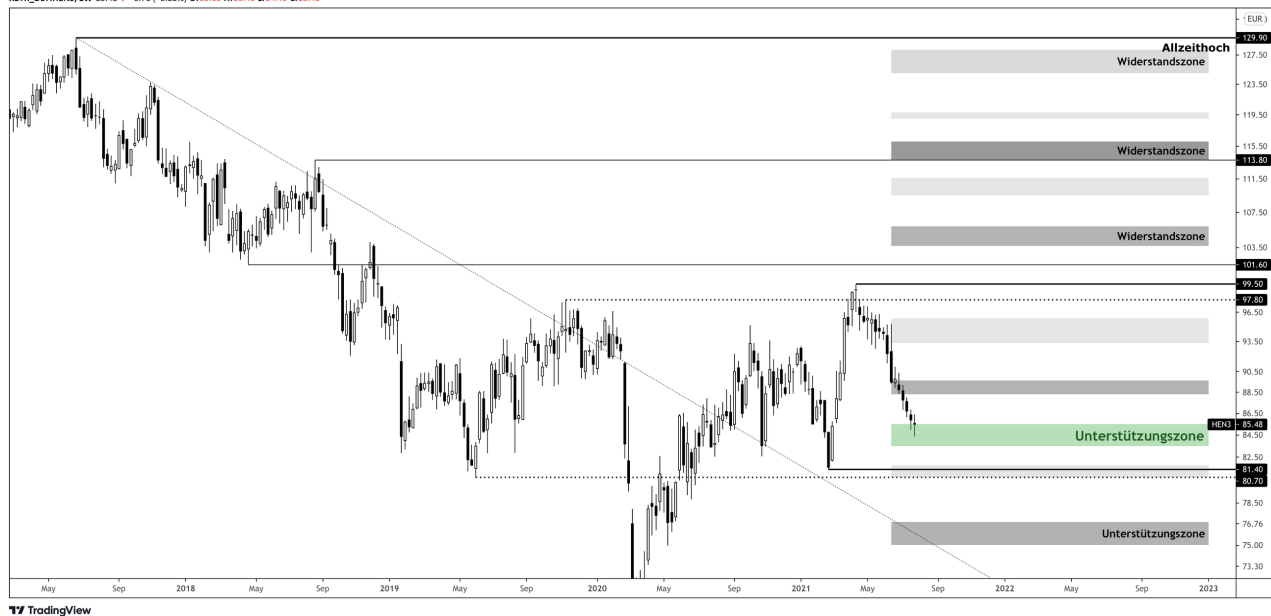 EUR
129.90
Allzeithoch
127.50
Widerstandszone
123.50
119.50
115.50
Widerstandszone
113.80
111.50
107.50
Widerstandszone
103.50
101.60
99.50
97.80
96.50
93.50
90.50
88.50
86.50
HEN3 85.48
Unterstützungszone
84.50
82.50
81.40
80.70
78.50
76.76
Unterstützungszone
75.00
73.30
May Sep 2018 May Sep 2019 May Sep 2020 May Sep 2021 May Sep 2022 May Sep 2023
TradingView